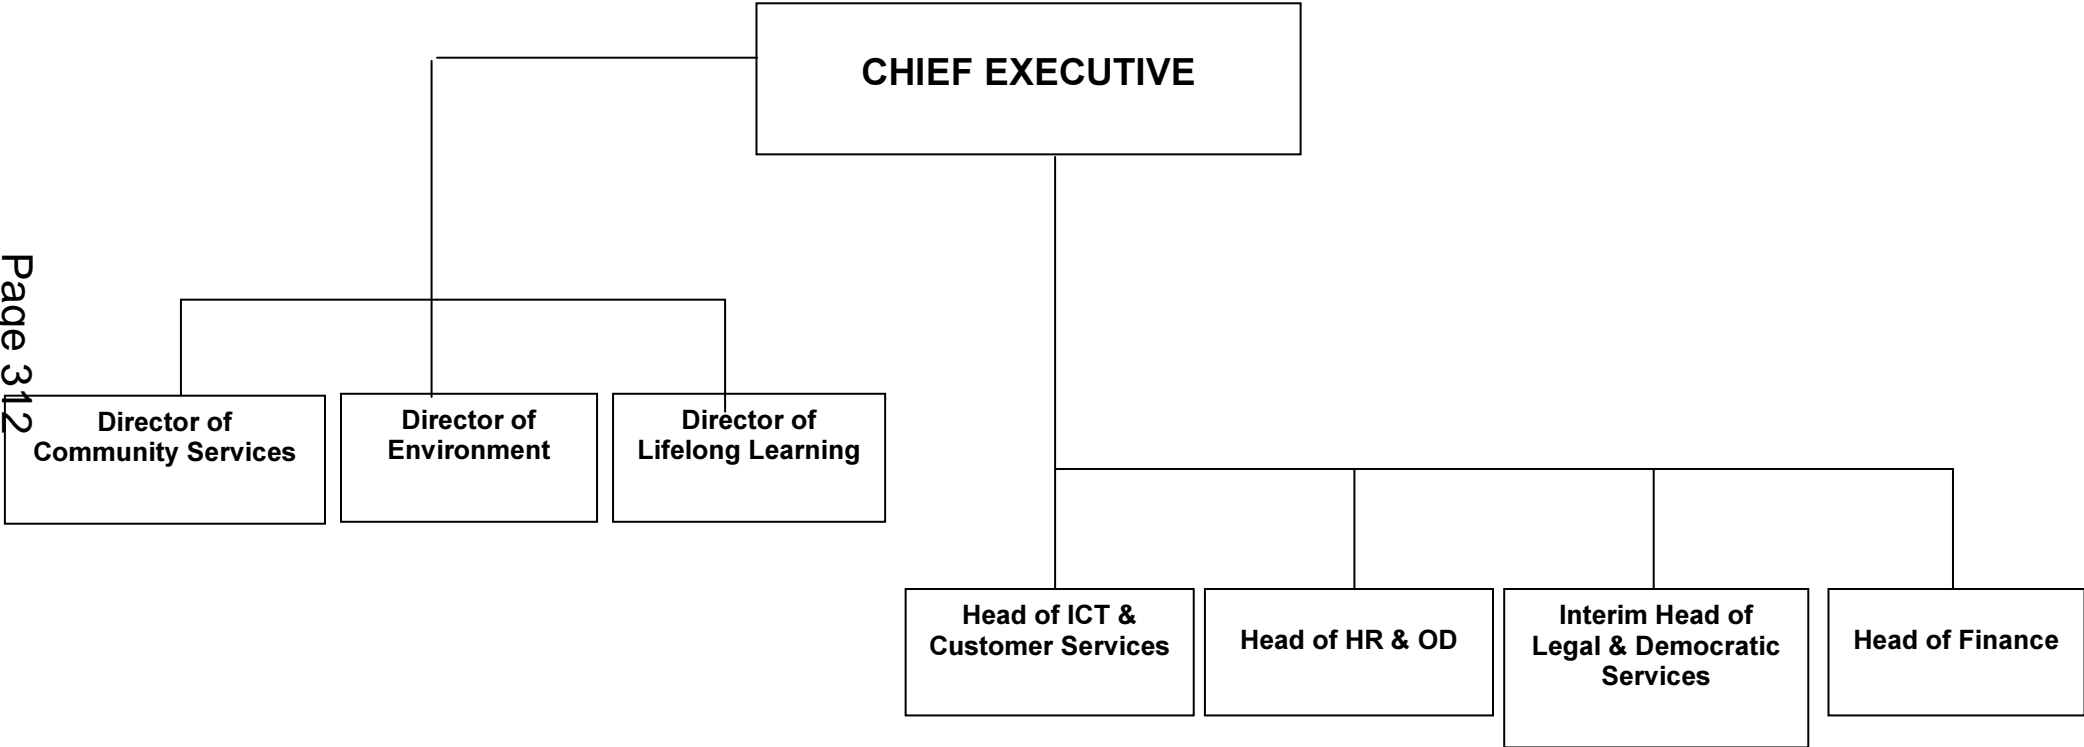 CHIEF EXECUTIVE
Page 312
Director of
Community Services
Director of
Environment
Director of
Lifelong Learning
Head of ICT &
Customer Services
Head of HR & OD
Interim Head of
Legal & Democratic
Services
Head of Finance